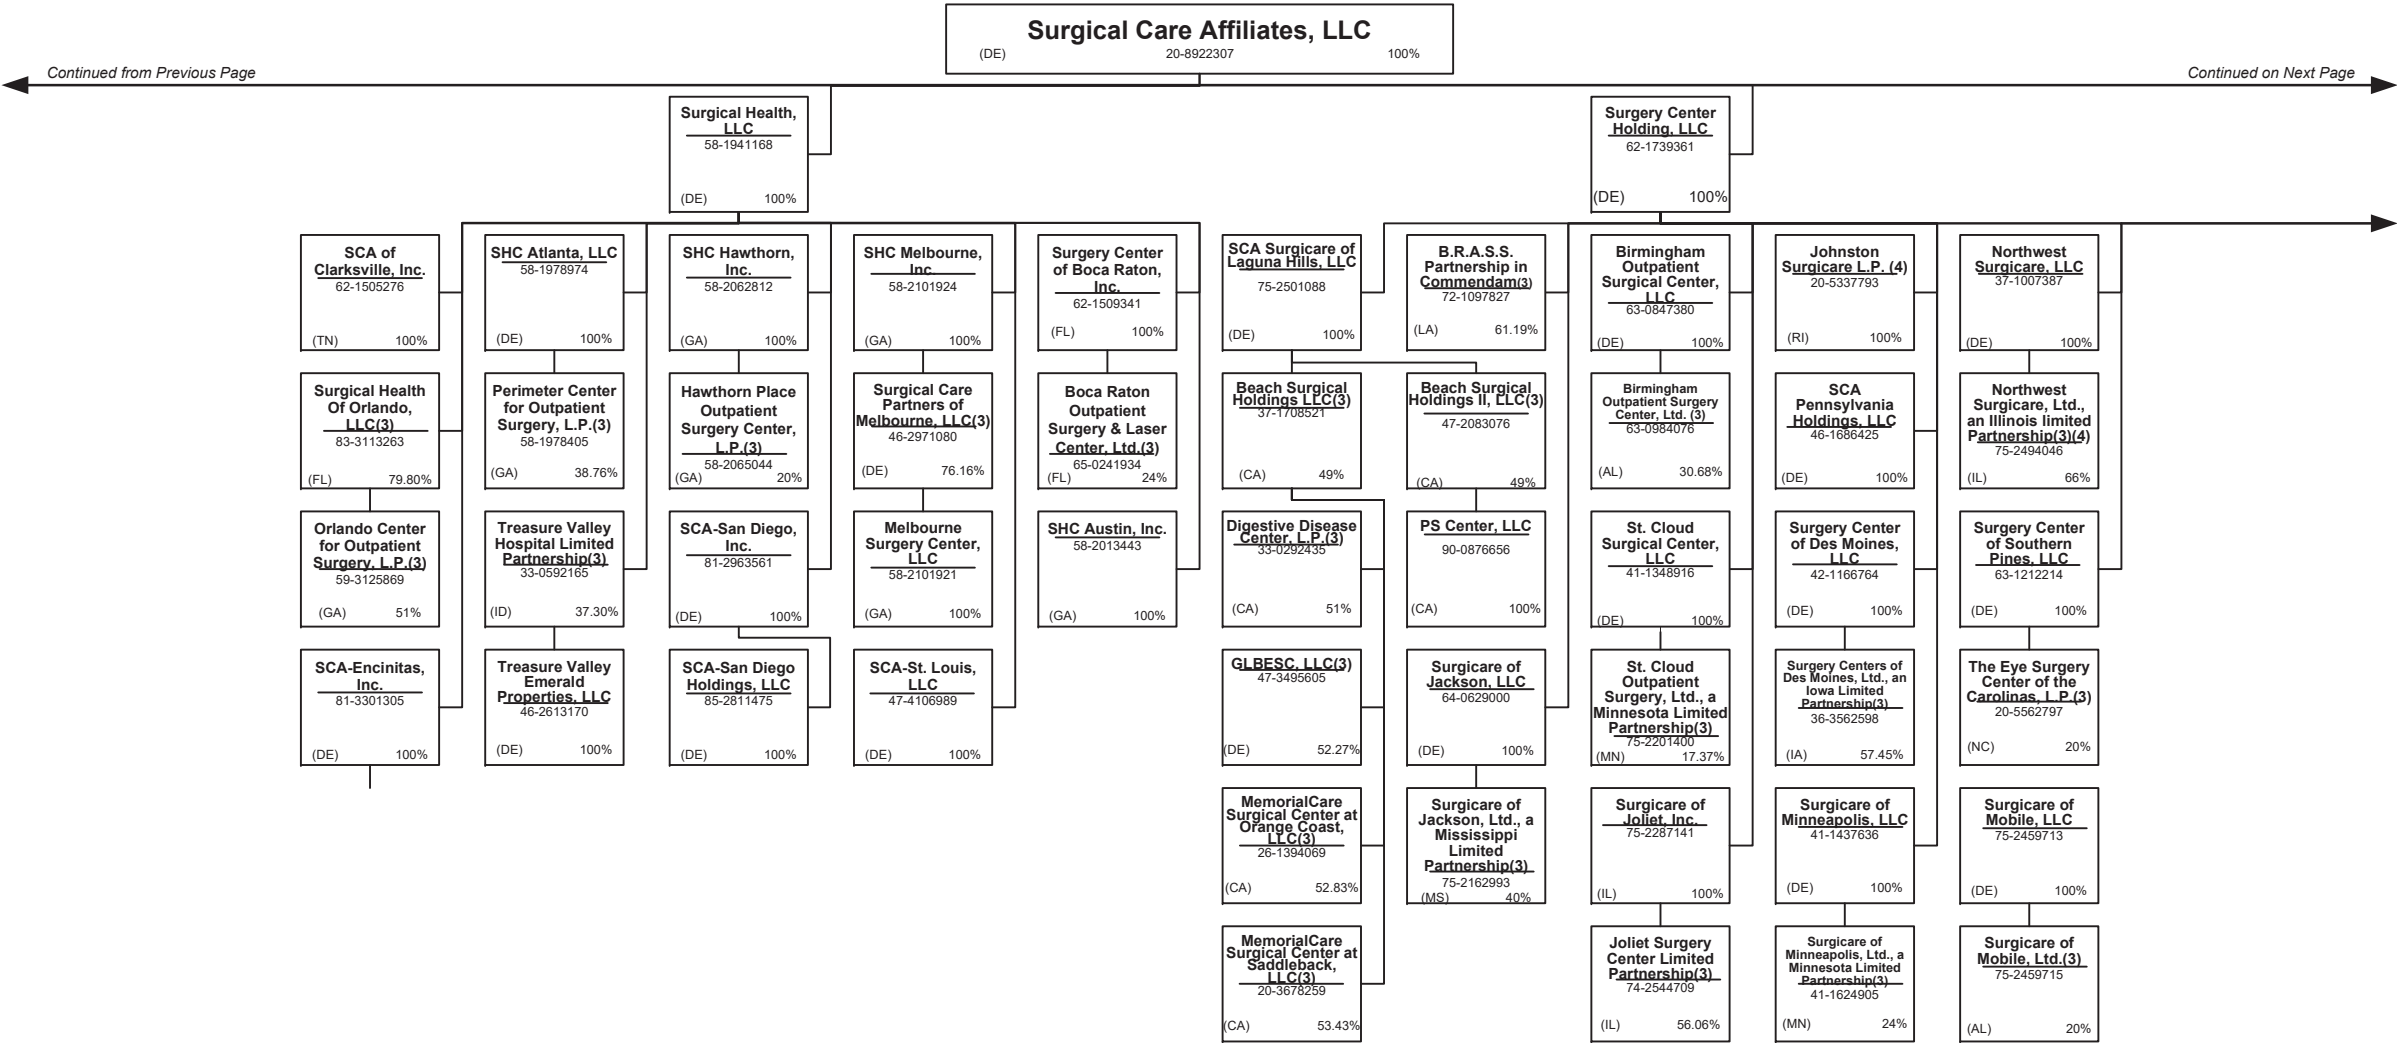 Surgical Care Affiliates, LLC
(DE) 20-8922307 100%
Continued from Previous Page
Continued on Next Page
Surgical Health,
LLC
58-1941168
(DE) 100%
Surgery Center
Holding, LLC
62-1739361
(DE) 100%
SCA of
Clarksville, Inc.
62-1505276
(TN) 100%
SHC Atlanta, LLC
58-1978974
(DE) 100%
SHC Hawthorn,
Inc.
58-2062812
(GA) 100%
SHC Melbourne,
Inc.
58-2101924
(GA) 100%
Surgery Center
of Boca Raton,
Inc.
62-1509341
(FL) 100%
SCA Surgicare of
Laguna Hills, LLC
75-2501088
(DE) 100%
B.R.A.S.S.
Partnership in
Commendam(3)
72-1097827
(LA) 61.19%
Birmingham
Outpatient
Surgical Center,
LLC
63-0847380
(DE) 100%
Johnston
Surgicare L.P. (4)
20-5337793
(RI) 100%
Northwest
Surgicare, LLC
37-1007387
(DE) 100%
Surgical Health
Of Orlando,
LLC(3)
83-3113263
(FL) 79.80%
Perimeter Center
for Outpatient
Surgery, L.P.(3)
58-1978405
(GA) 38.76%
Hawthorn Place
Outpatient
Surgery Center,
L.P.(3)
58-2065044
(GA) 20%
Surgical Care
Partners of
Melbourne, LLC(3)
46-2971080
(DE) 76.16%
Boca Raton
Outpatient
Surgery & Laser
Center, Ltd.(3)
65-0241934
(FL) 24%
Beach Surgical
Holdings LLC(3)
37-1708521
(CA) 49%
Beach Surgical
Holdings II, LLC(3)
47-2083076
(CA) 49%
Birmingham
Outpatient Surgery
Center, Ltd. (3)
63-0984076
(AL) 30.68%
SCA
Pennsylvania
Holdings, LLC
46-1686425
(DE) 100%
Northwest
Surgicare, Ltd.,
an Illinois limited
Partnership(3)(4)
75-2494046
(IL) 66%
Orlando Center
for Outpatient
Surgery, L.P.(3)
59-3125869
(GA) 51%
Treasure Valley
Hospital Limited
Partnership(3)
33-0592165
(ID) 37.30%
SCA-San Diego,
Inc.
81-2963561
(DE) 100%
Melbourne
Surgery Center,
LLC
58-2101921
(GA) 100%
SHC Austin, Inc.
58-2013443
(GA) 100%
Digestive Disease
Center, L.P.(3)
33-0292435
(CA) 51%
PS Center, LLC
90-0876656
(CA) 100%
St. Cloud
Surgical Center,
LLC
41-1348916
(DE) 100%
Surgery Center
of Des Moines,
LLC
42-1166764
(DE) 100%
Surgery Center
of Southern
Pines, LLC
63-1212214
(DE) 100%
SCA-Encinitas,
Inc.
81-3301305
(DE) 100%
Treasure Valley
Emerald
Properties, LLC
46-2613170
(DE) 100%
SCA-San Diego
Holdings, LLC
85-2811475
(DE) 100%
SCA-St. Louis,
LLC
47-4106989
(DE) 100%
GLBESC, LLC(3)
47-3495605
(DE) 52.27%
Surgicare of
Jackson, LLC
64-0629000
(DE) 100%
St. Cloud
Outpatient
Surgery, Ltd., a
Minnesota Limited
Partnership(3)
75-2201400
(MN) 17.37%
Surgery Centers of
Des Moines, Ltd., an
Iowa Limited
Partnership(3)
36-3562598
(IA) 57.45%
The Eye Surgery
Center of the
Carolinas, L.P.(3)
20-5562797
(NC) 20%
MemorialCare
Surgical Center at
Orange Coast,
LLC(3)
26-1394069
(CA) 52.83%
Surgicare of
Jackson, Ltd., a
Mississippi
Limited
Partnership(3)
75-2162993
(MS) 40%
Surgicare of
Joliet, Inc.
75-2287141
(IL) 100%
Surgicare of
Minneapolis, LLC
41-1437636
(DE) 100%
Surgicare of
Mobile, LLC
75-2459713
(DE) 100%
MemorialCare
Surgical Center at
Saddleback,
LLC(3)
20-3678259
(CA) 53.43%
Joliet Surgery
Center Limited
Partnership(3)
74-2544709
(IL) 56.06%
Surgicare of
Minneapolis, Ltd., a
Minnesota Limited
Partnership(3)
41-1624905
(MN) 24%
Surgicare of
Mobile, Ltd.(3)
75-2459715
(AL) 20%